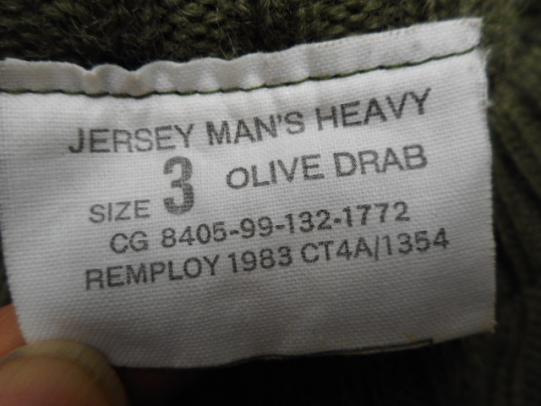 JERSEY MAN'S HEAVY
SIZE 3 OLIVE DRAB
CG 8405-99-132-1772
REMPLOY 1983 CT4A/1354